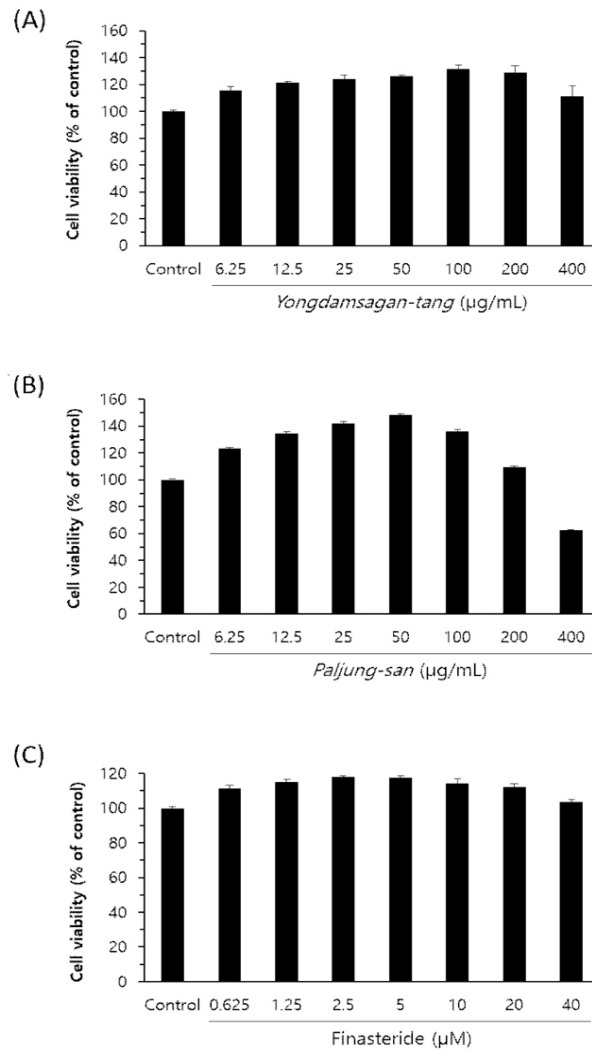 (A)
Cell viability (% of control)
160
140
120
100
80
60
40
20
0
Control 6.25 12.5 25 50 100 200 400
Yongdamsagan-tang (μg/mL)
(B)
Cell viability (% of control)
160
140
120
100
80
60
40
20
0
Control 6.25 12.5 25 50 100 200 400
Paljung-san (μg/mL)
(C)
Cell viability (% of control)
120
100
80
60
40
20
0
Control 0.625 1.25 2.5 5 10 20 40
Finasteride (μM)